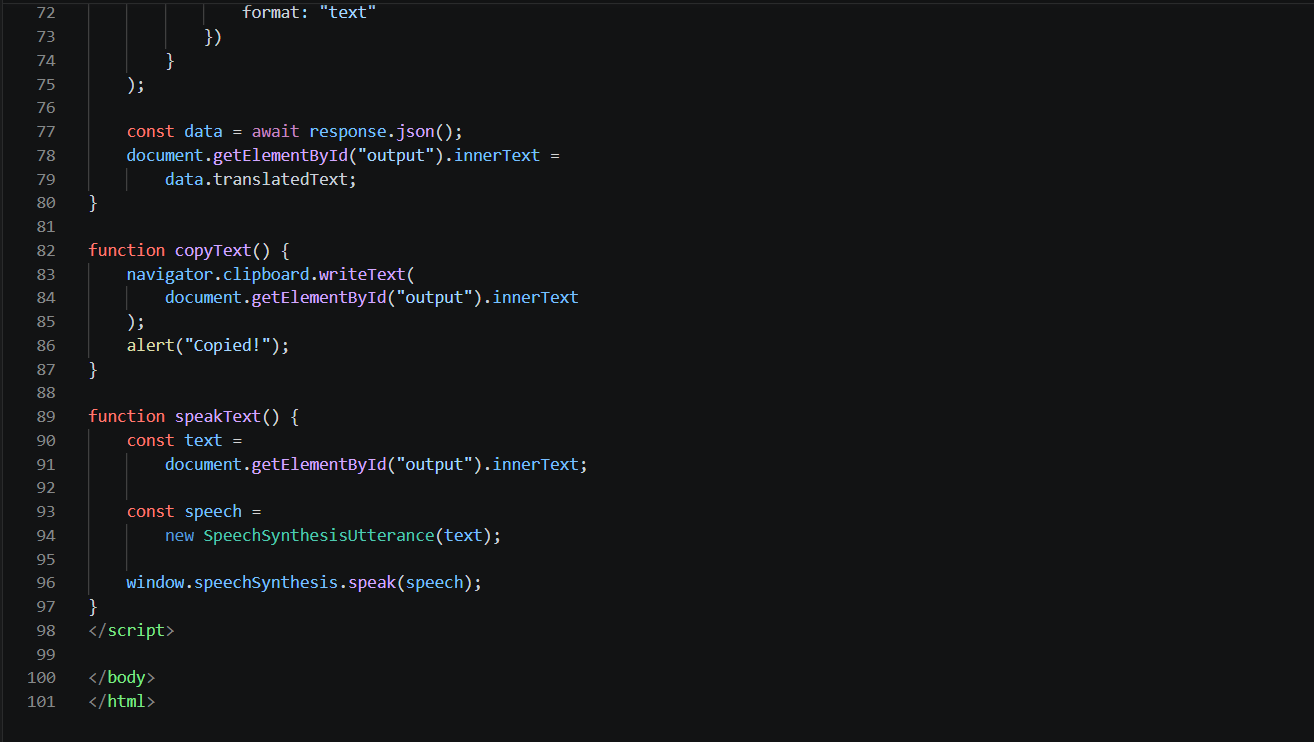 72 format: "text"
73 })
74 }
75 );
76
77 const data = await response.json();
78 document.getElementById("output").innerText =
79 data.translatedText;
80 }
81
82 function copyText() {
83 navigator.clipboard.writeText(
84 document.getElementById("output").innerText
85 );
86 alert("Copied!");
87 }
88
89 function speakText() {
90 const text =
91 document.getElementById("output").innerText;
92
93 const speech =
94 new SpeechSynthesisUtterance(text);
95
96 window.speechSynthesis.speak(speech);
97 }
98 </script>
99
100 </body>
101 </html>